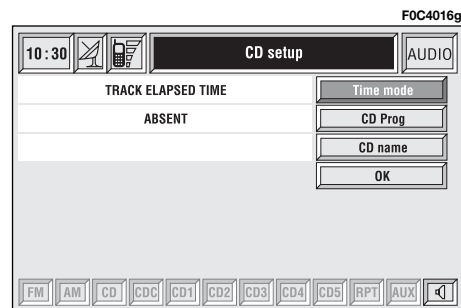 F0C4016g
10:30 CD setup AUDIO
TRACK ELAPSED TIME Time mode
ABSENT CD Prog
CD name
OK
FM AM CD CDC CD1 CD2 CD3 CD4 CD5 RPT AUX